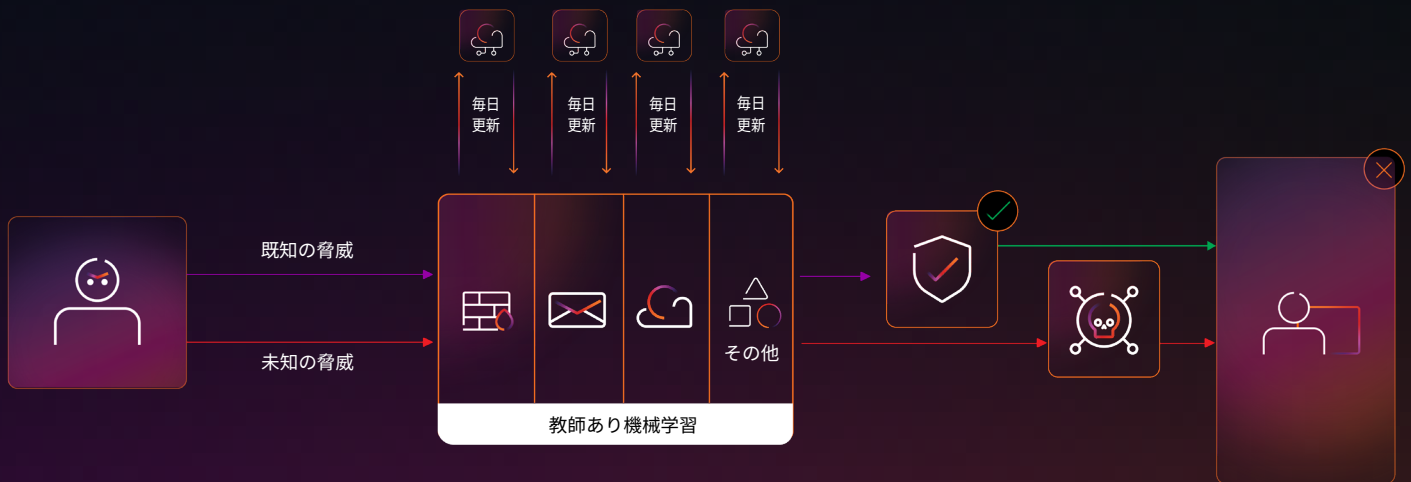 毎日
更新
毎日
更新
毎日
更新
毎日
更新
既知の脅威
未知の脅威
その他
教師あり機械学習